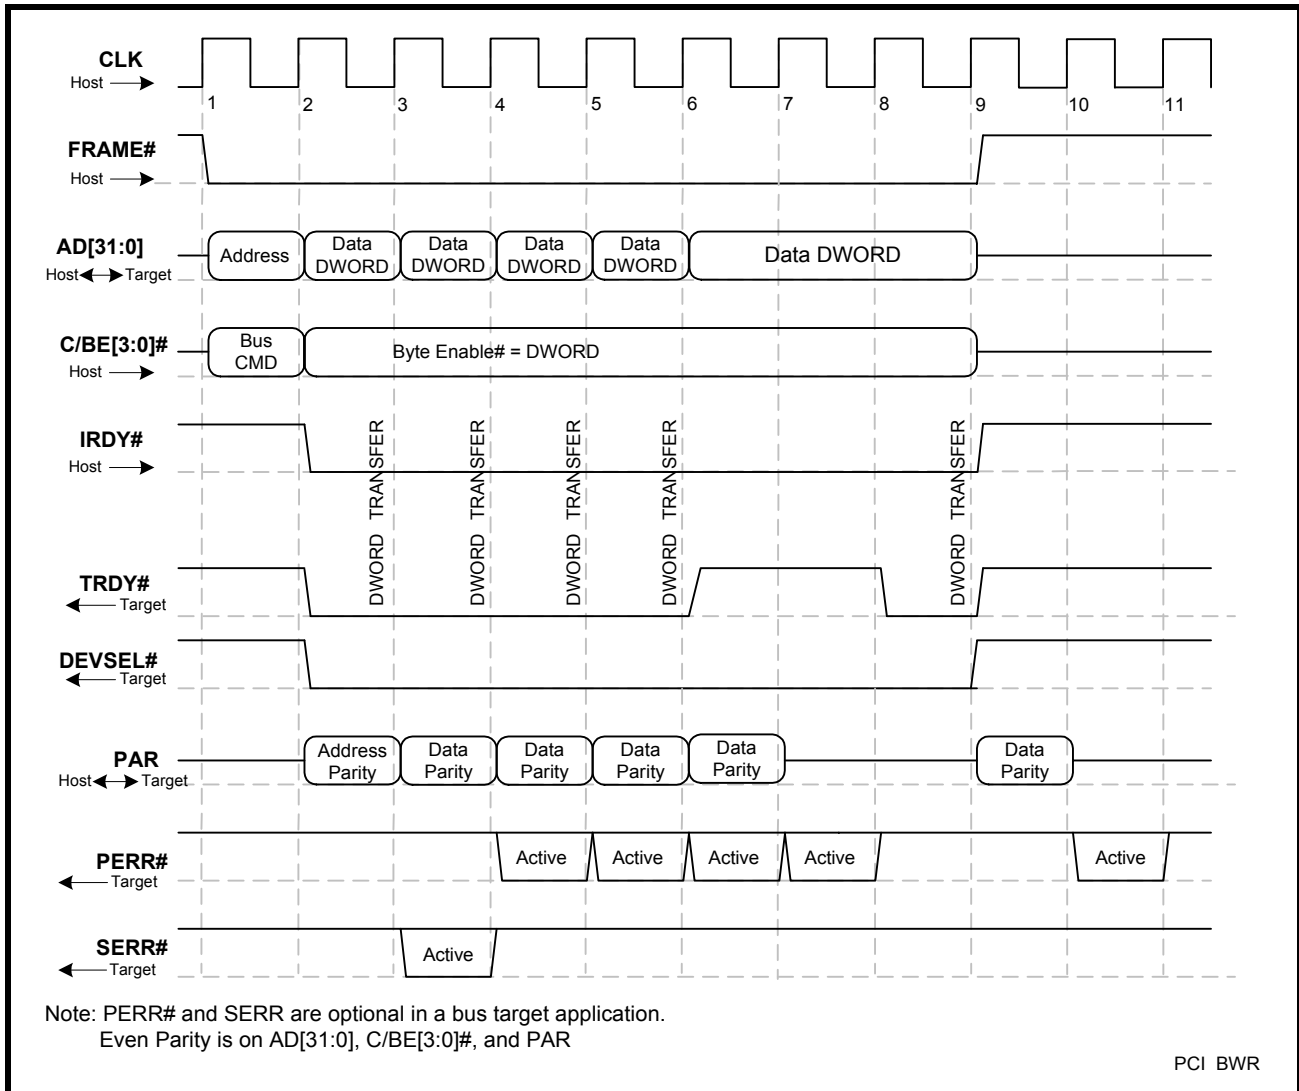 CLK
Host
1 2 3 4 5 6 7 8 9 10 11
FRAME#
Host
AD[31:0]
Host Target
Address
Data
DWORD
Data
DWORD
Data
DWORD
Data
DWORD
Data DWORD
C/BE[3:0]#
Host
Bus
CMD
Byte Enable# = DWORD
IRDY#
Host
DWORD TRANSFER
DWORD TRANSFER
DWORD TRANSFER
DWORD TRANSFER
DWORD TRANSFER
TRDY#
Target
DEVSEL#
Target
PAR
Host Target
Address
Parity
Data
Parity
Data
Parity
Data
Parity
Data
Parity
Data
Parity
PERR#
Target
Active Active Active Active Active
SERR#
Target
Active
Note: PERR# and SERR are optional in a bus target application.
Even Parity is on AD[31:0], C/BE[3:0]#, and PAR
PCI BWR